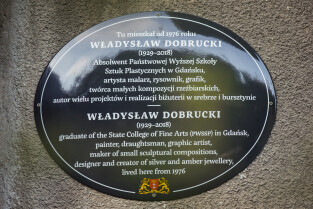 Tu mieszkał od 1976 roku
WŁADYSŁAW DOBRUCKI
(1929–2018)
Absolwent Państwowej Wyższej Szkoły
Sztuk Plastycznych w Gdańsku,
artysta malarz, rysownik, grafik,
twórca małych kompozycji rzeźbiarskich,
autor wielu projektów i realizacji biżuterii w srebrze i bursztynie
WŁADYSŁAW DOBRUCKI
(1929–2018)
graduate of the State College of Fine Arts (PWSSP) in Gdańsk,
painter, draughtsman, graphic artist,
maker of small sculptural compositions,
designer and creator of silver and amber jewellery,
lived here from 1976